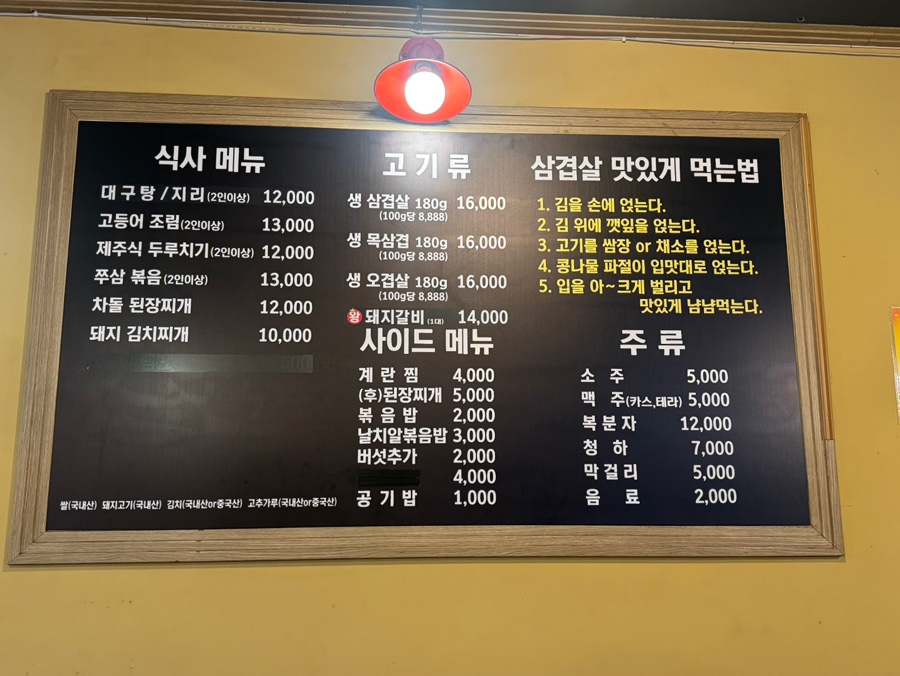 식사 메뉴
대구탕/지리(2인이상) 12,000
고등어 조림(2인이상) 13,000
제주식 두루치기(2인이상) 12,000
쭈삼 볶음(2인이상) 13,000
차돌 된장찌개 12,000
돼지 김치찌개 10,000
쌀(국내산) 돼지고기(국내산) 김치(국내산or중국산) 고추가루(국내산or중국산)
고기류
생 삼겹살 180g 16,000
(100g당 8,888)
생 목삼겹 180g 16,000
(100g당 8,888)
생 오겹살 180g 16,000
(100g당 8,888)
왕 돼지갈비 (1대) 14,000
사이드 메뉴
계란찜 4,000
(후)된장찌개 5,000
볶음밥 2,000
날치알볶음밥 3,000
버섯추가 2,000
4,000
공기밥 1,000
삼겹살 맛있게 먹는법
1. 김을 손에 얹는다.
2. 김 위에 깻잎을 얹는다.
3. 고기를 쌈장 or 채소를 얹는다.
4. 콩나물 파절이 입맛대로 얹는다.
5. 입을 아~크게 벌리고
맛있게 냠냠먹는다.
주류
소주 5,000
맥주(카스,테라) 5,000
복분자 12,000
청하 7,000
막걸리 5,000
음료 2,000